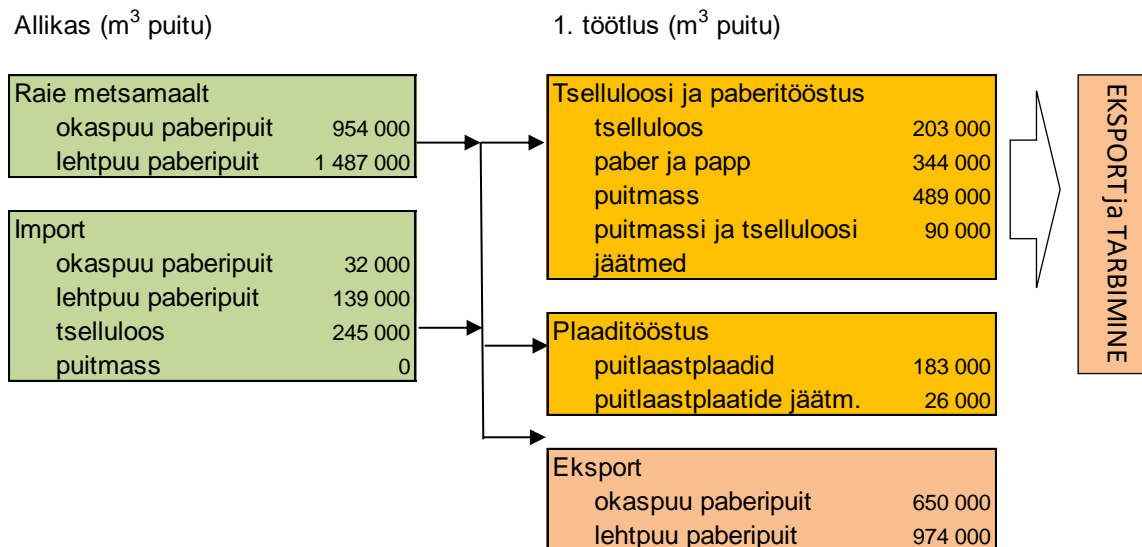 Allikas (m³ puitu)
1. töötlus (m³ puitu)
Raie metsamaalt
okaspuu paberipuit 954 000
lehtpuu paberipuit 1 487 000
Import
okaspuu paberipuit 32 000
lehtpuu paberipuit 139 000
tselluloos 245 000
puitmass 0
Tselluloosi ja paberitööstus
tselluloos 203 000
paber ja papp 344 000
puitmass 489 000
puitmassi ja tselluloosi 90 000
jäätmed
Plaaditööstus
puitlaastplaadid 183 000
puitlaastplaatide jäätm. 26 000
Eksport
okaspuu paberipuit 650 000
lehtpuu paberipuit 974 000
EKSPORT ja TARBIMINE